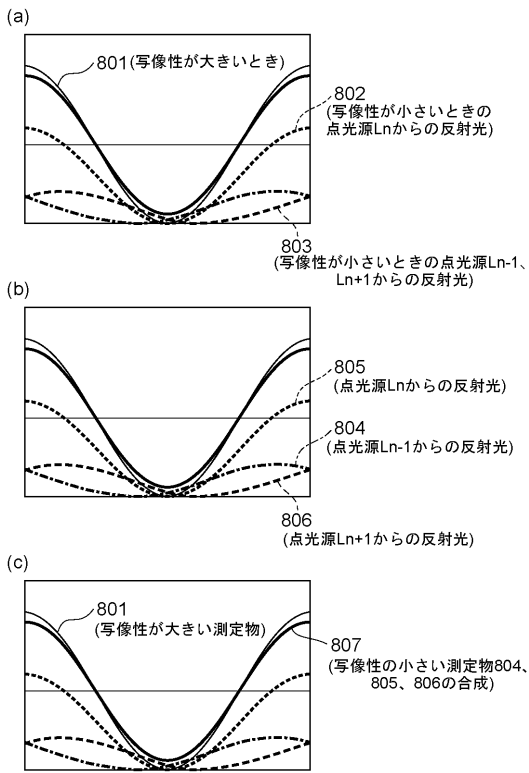 (a)
801(写像性が大きいとき)
802
(写像性が小さいときの
点光源Lnからの反射光)
803
(写像性が小さいときの点光源Ln-1、
Ln+1からの反射光)
(b)
805
(点光源Lnからの反射光)
804
(点光源Ln-1からの反射光)
806
(点光源Ln+1からの反射光)
(c)
801
(写像性が大きい測定物)
807
(写像性の小さい測定物804、
805、806の合成)